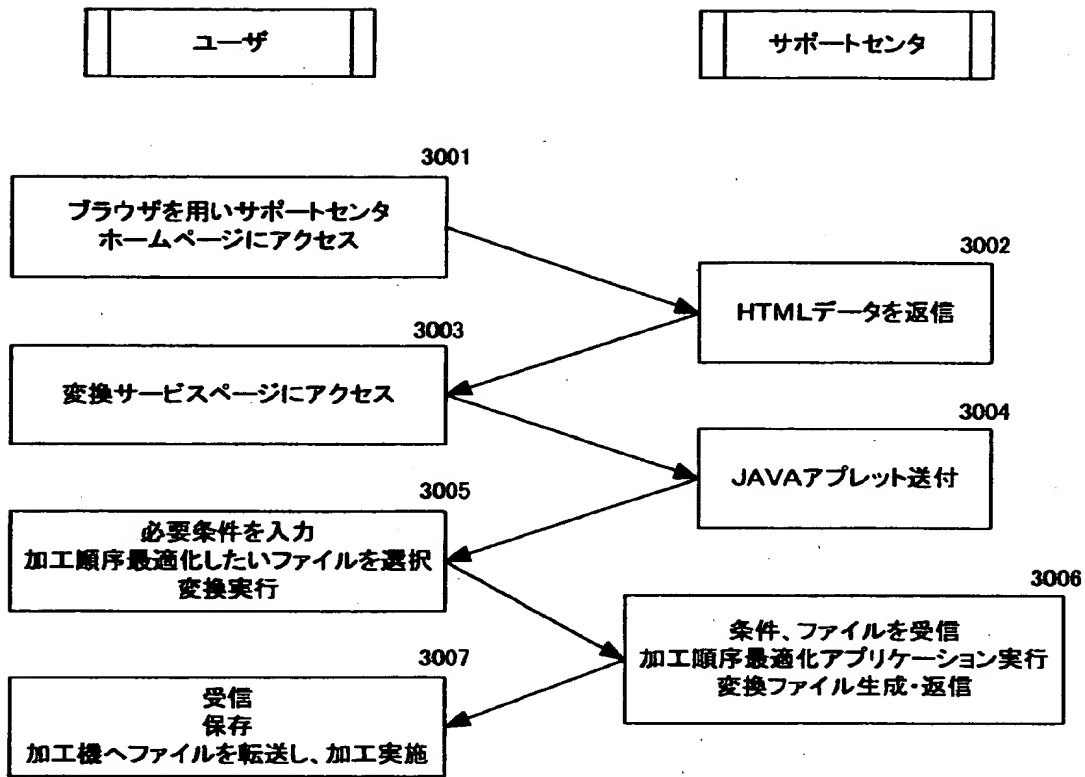 ユーザ
サポートセンタ
3001
ブラウザを用いサポートセンタ
ホームページにアクセス
3002
HTMLデータを返信
3003
変換サービスページにアクセス
3004
JAVAアプレット送付
3005
必要条件を入力
加工順序最適化したいファイルを選択
変換実行
3006
条件、ファイルを受信
加工順序最適化アプリケーション実行
変換ファイル生成・返信
3007
受信
保存
加工機へファイルを転送し、加工実施